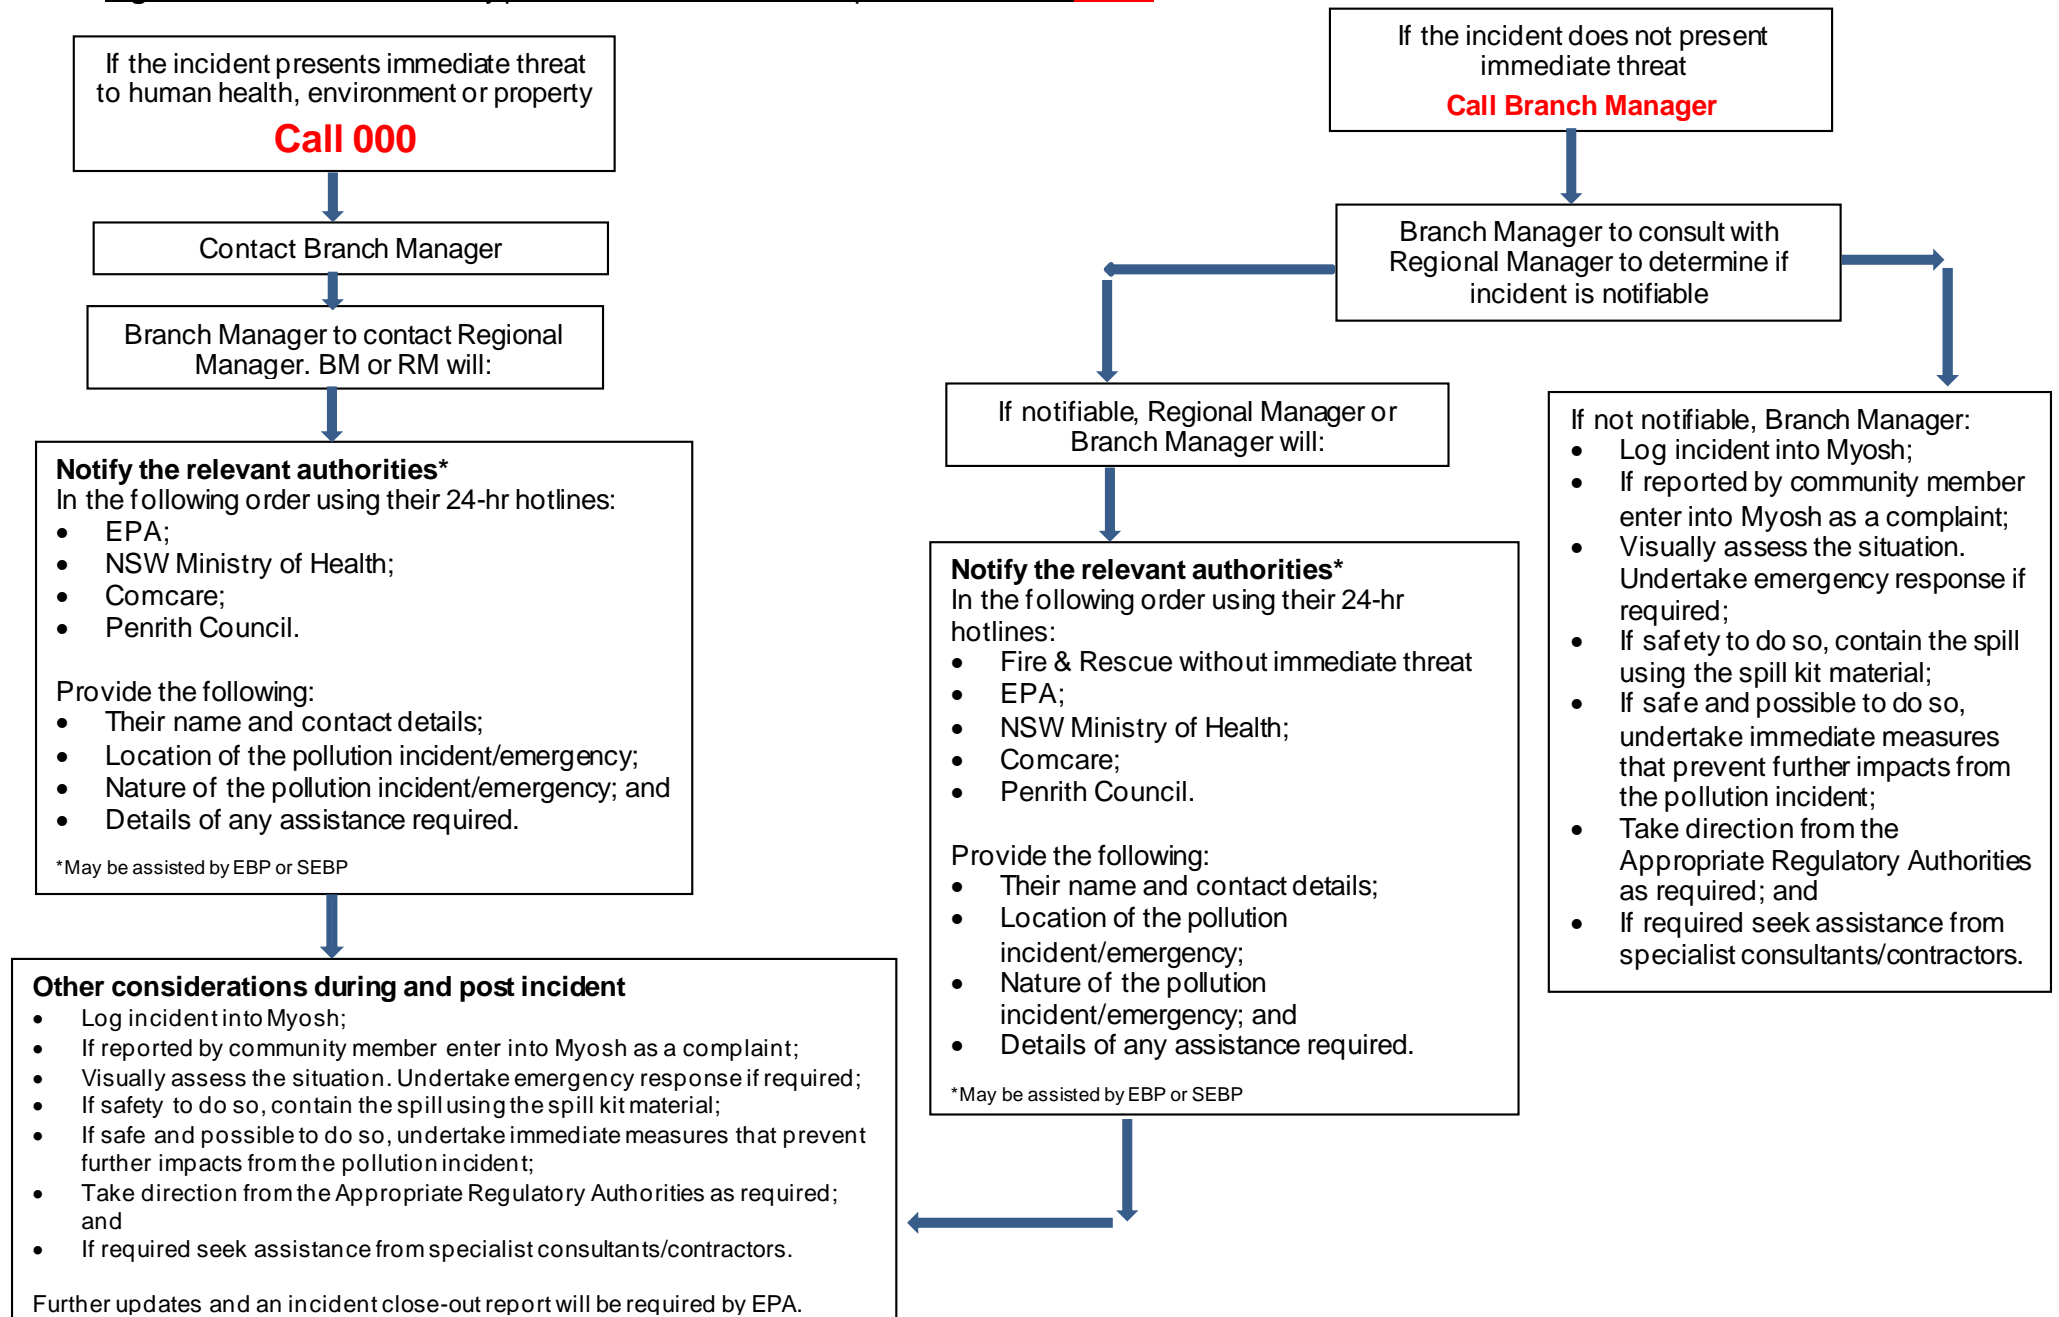 If the incident presents immediate threat
to human health, environment or property
Call 000
Contact Branch Manager
Branch Manager to contact Regional
Manager. BM or RM will:
Notify the relevant authorities*
In the following order using their 24-hr hotlines:
• EPA;
• NSW Ministry of Health;
• Comcare;
• Penrith Council.
Provide the following:
• Their name and contact details;
• Location of the pollution incident/emergency;
• Nature of the pollution incident/emergency; and
• Details of any assistance required.
*May be assisted by EBP or SEBP
Other considerations during and post incident
• Log incident into Myosh;
• If reported by community member enter into Myosh as a complaint;
• Visually assess the situation. Undertake emergency response if required;
• If safety to do so, contain the spill using the spill kit material;
• If safe and possible to do so, undertake immediate measures that prevent
further impacts from the pollution incident;
• Take direction from the Appropriate Regulatory Authorities as required;
and
• If required seek assistance from specialist consultants/contractors.
Further updates and an incident close-out report will be required by EPA.
If the incident does not present
immediate threat
Call Branch Manager
Branch Manager to consult with
Regional Manager to determine if
incident is notifiable
If notifiable, Regional Manager or
Branch Manager will:
Notify the relevant authorities*
In the following order using their 24-hr
hotlines:
• Fire & Rescue without immediate threat
• EPA;
• NSW Ministry of Health;
• Comcare;
• Penrith Council.
Provide the following:
• Their name and contact details;
• Location of the pollution
incident/emergency;
• Nature of the pollution
incident/emergency; and
• Details of any assistance required.
*May be assisted by EBP or SEBP
If not notifiable, Branch Manager:
• Log incident into Myosh;
• If reported by community member
enter into Myosh as a complaint;
• Visually assess the situation.
Undertake emergency response if
required;
• If safety to do so, contain the spill
using the spill kit material;
• If safe and possible to do so,
undertake immediate measures
that prevent further impacts from
the pollution incident;
• Take direction from the
Appropriate Regulatory Authorities
as required; and
• If required seek assistance from
specialist consultants/contractors.